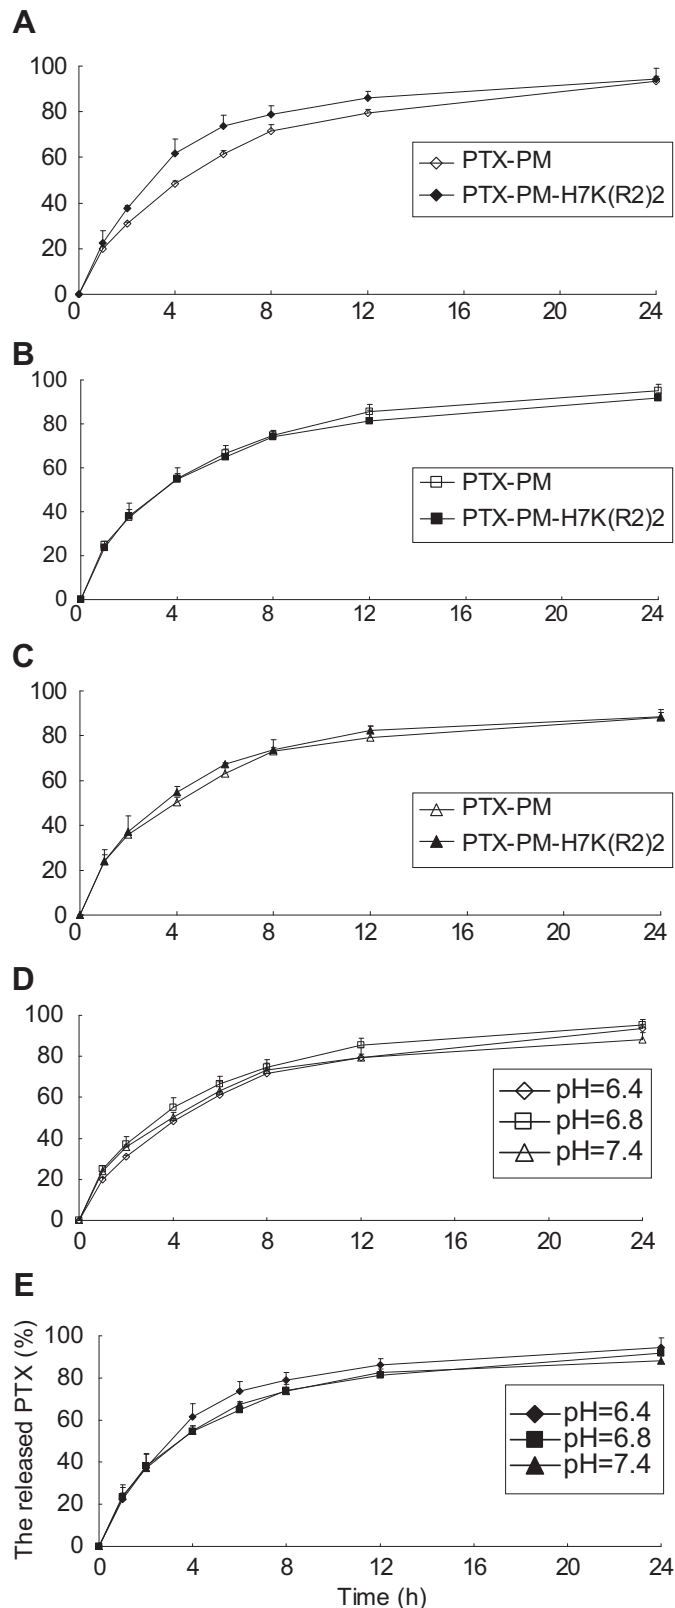 A
100
80
60
40
20
0
0 4 8 12 16 20 24
PTX-PM
PTX-PM-H7K(R2)2
B
100
80
60
40
20
0
0 4 8 12 16 20 24
PTX-PM
PTX-PM-H7K(R2)2
C
100
80
60
40
20
0
0 4 8 12 16 20 24
PTX-PM
PTX-PM-H7K(R2)2
D
100
80
60
40
20
0
0 4 8 12 16 20 24
pH=6.4
pH=6.8
pH=7.4
E
The released PTX (%)
100
80
60
40
20
0
0 4 8 12 16 20 24
Time (h)
pH=6.4
pH=6.8
pH=7.4